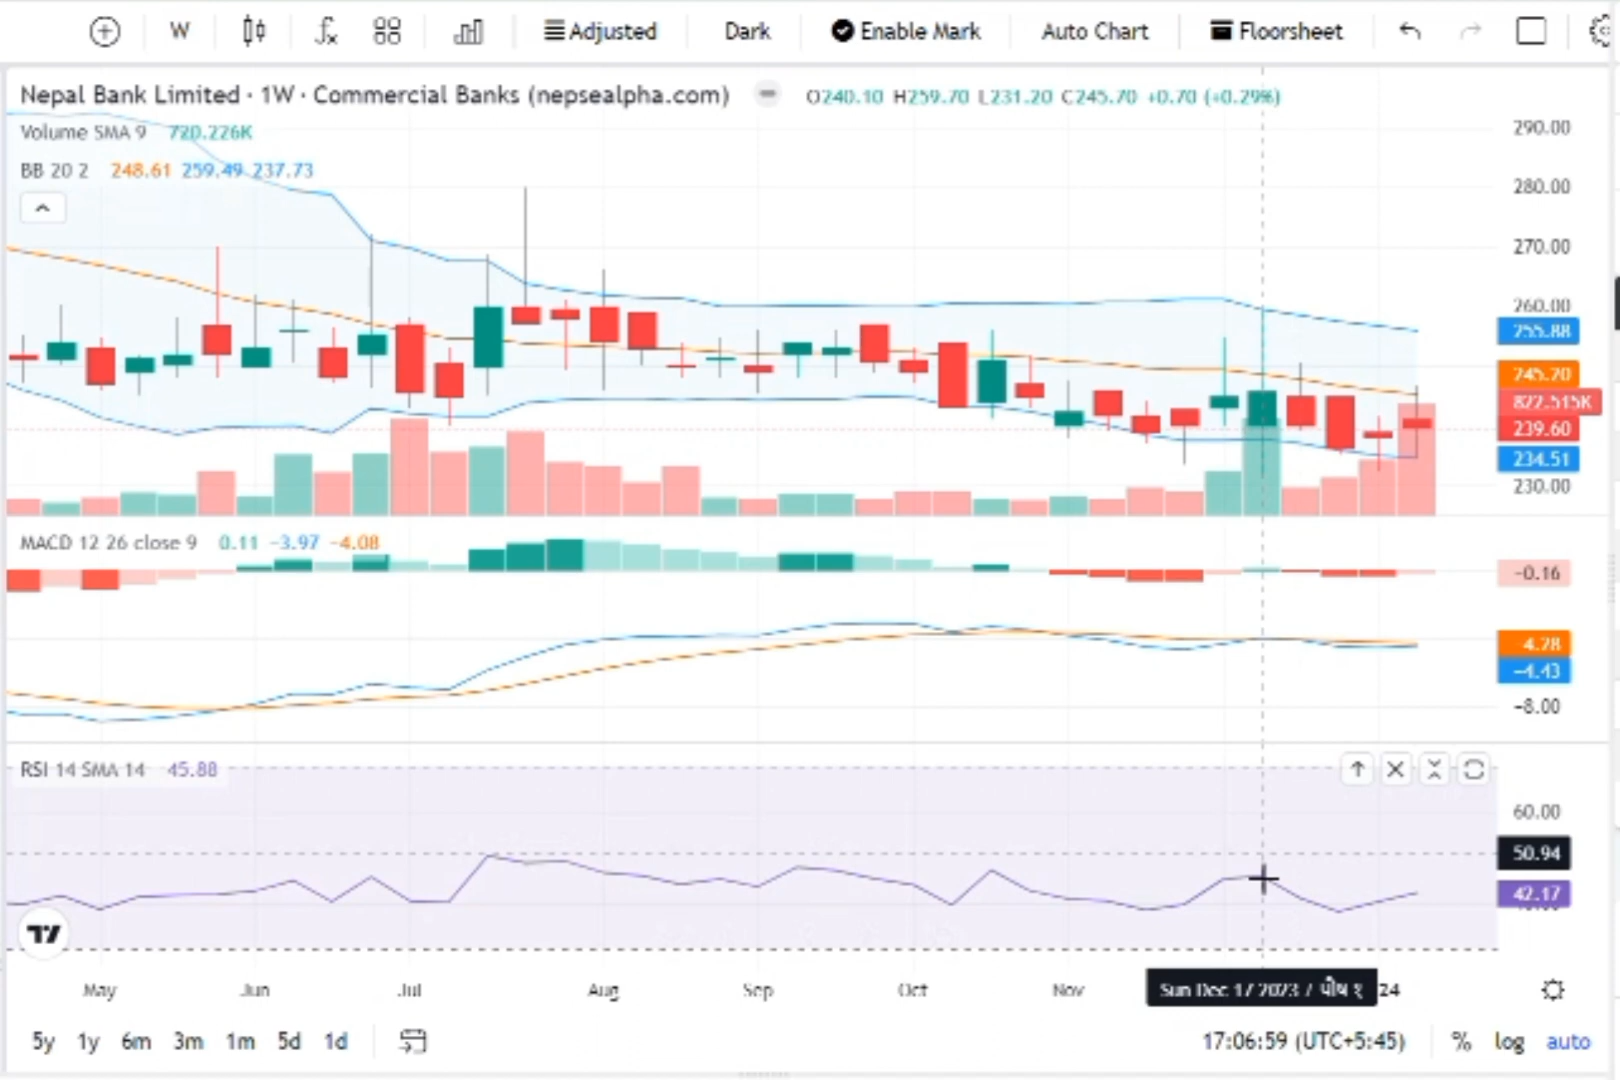 W Adjusted Dark Enable Mark Auto Chart Floorsheet
Nepal Bank Limited · 1W · Commercial Banks (nepsealpha.com) O240.10 H259.70 L231.20 C245.70 +0.70 (+0.29%)
Volume SMA 9 720.226K
BB 20 2 248.61 259.49 237.73
290.00
280.00
270.00
260.00
255.88
245.20
822.515K
239.60
234.51
230.00
MACD 12 26 close 9 0.11 −3.97 −4.08
−0.16
4.28
−4.43
−8.00
RSI 14 SMA 14 45.88
60.00
50.94
42.17
May Jun Jul Aug Sep Oct Nov Sun Dec 17 2023 / પોષ ૧ 24
5y 1y 6m 3m 1m 5d 1d 17:06:59 (UTC+5:45) % log auto